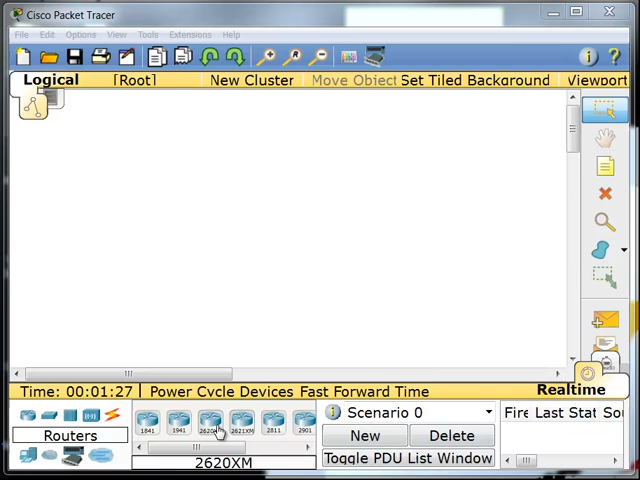 Cisco Packet Tracer
File Edit Options View Tools Extensions Help
Logical [Root] New Cluster Move Object Set Tiled Background Viewport
Time: 00:01:27 Power Cycle Devices Fast Forward Time Realtime
Routers
1841 1941 2620XM 2621XM 2811 2901
2620XM
Scenario 0
New Delete
Toggle PDU List Window
Fire Last Stat Sou